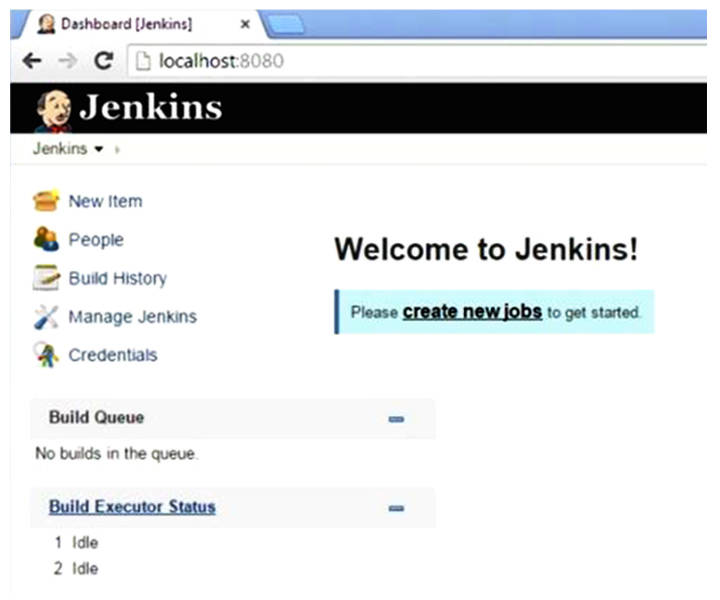 Dashboard [Jenkins]
localhost:8080
Jenkins
Jenkins
New Item
People
Build History
Manage Jenkins
Credentials
Welcome to Jenkins!
Please create new jobs to get started.
Build Queue
No builds in the queue.
Build Executor Status
1 Idle
2 Idle